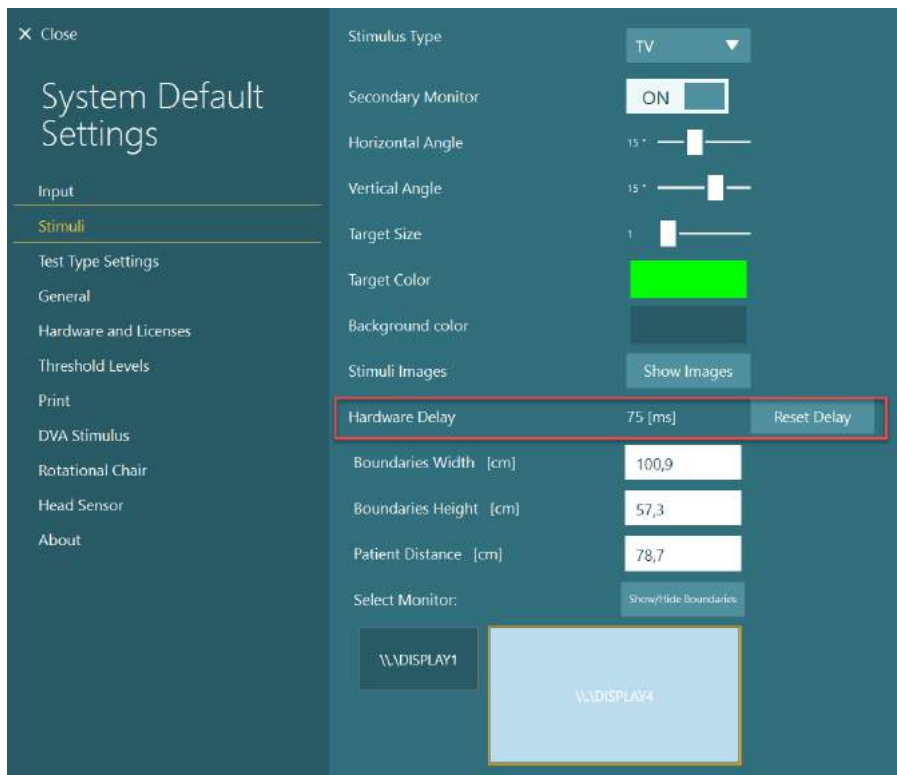 Close
System Default
Settings
Input
Stimuli
Test Type Settings
General
Hardware and Licenses
Threshold Levels
Print
DVA Stimulus
Rotational Chair
Head Sensor
About
Stimulus Type TV
Secondary Monitor ON
Horizontal Angle 15 °
Vertical Angle 15 °
Target Size 1
Target Color
Background color
Stimuli Images Show Images
Hardware Delay 75 [ms] Reset Delay
Boundaries Width [cm] 100,9
Boundaries Height [cm] 57,3
Patient Distance [cm] 78,7
Select Monitor: Show/Hide Boundaries
\\.\DISPLAY1
\\.\DISPLAY4